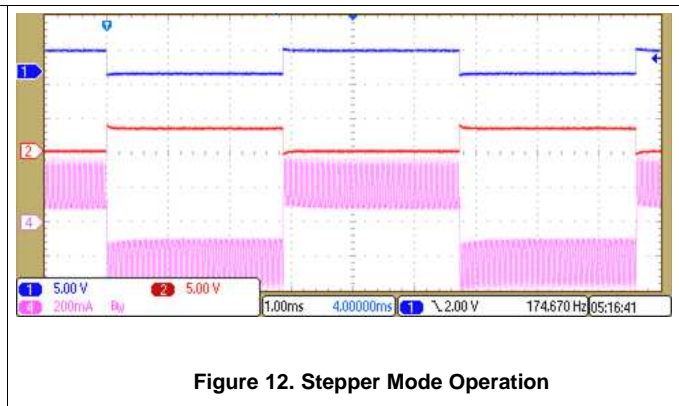 T
1
2
4
1 5.00 V 2 5.00 V
4 200mA BW
1.00ms 4.00000ms 1 2.00 V 174.670 Hz 05:16:41
Figure 12. Stepper Mode Operation